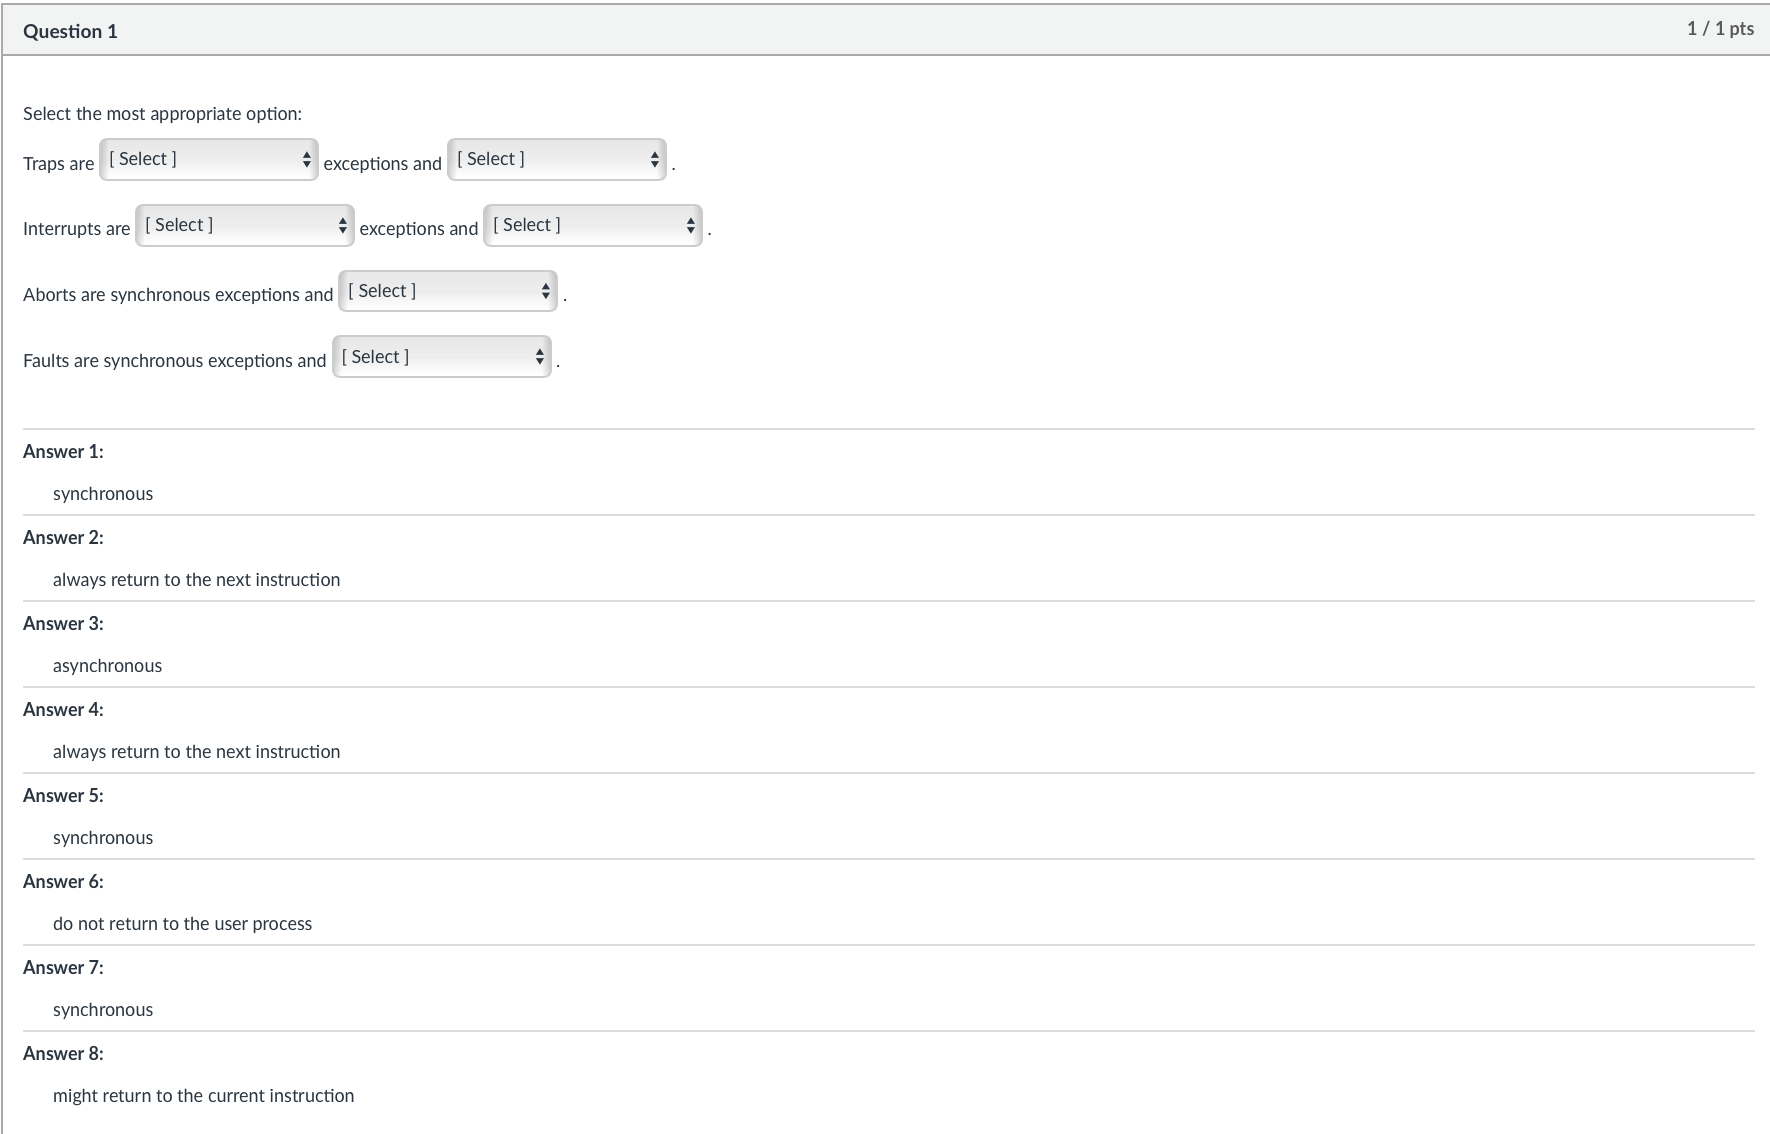 Question 1
1 / 1 pts
Select the most appropriate option:
Traps are [ Select ] exceptions and [ Select ] .
Interrupts are [ Select ] exceptions and [ Select ] .
Aborts are synchronous exceptions and [ Select ] .
Faults are synchronous exceptions and [ Select ] .
Answer 1:
synchronous
Answer 2:
always return to the next instruction
Answer 3:
asynchronous
Answer 4:
always return to the next instruction
Answer 5:
synchronous
Answer 6:
do not return to the user process
Answer 7:
synchronous
Answer 8:
might return to the current instruction